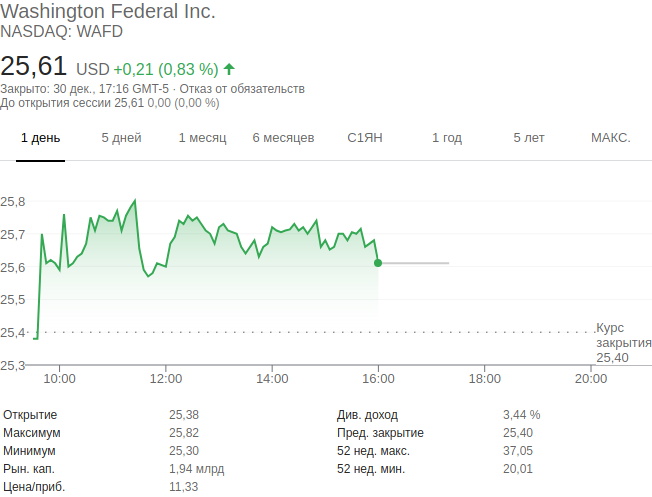 Washington Federal Inc.
NASDAQ: WAFD
25,61 USD +0,21 (0,83 %)
Закрыто: 30 дек., 17:16 GMT-5 · Отказ от обязательств
До открытия сессии 25,61 0,00 (0,00 %)
1 день 5 дней 1 месяц 6 месяцев С1ЯН 1 год 5 лет МАКС.
25,8
25,7
25,6
25,5
25,4
Курс
закрытия
25,40
25,3
10:00 12:00 14:00 16:00 18:00 20:00
Открытие 25,38 Див. доход 3,44 %
Максимум 25,82 Пред. закрытие 25,40
Минимум 25,30 52 нед. макс. 37,05
Рын. кап. 1,94 млрд 52 нед. мин. 20,01
Цена/приб. 11,33